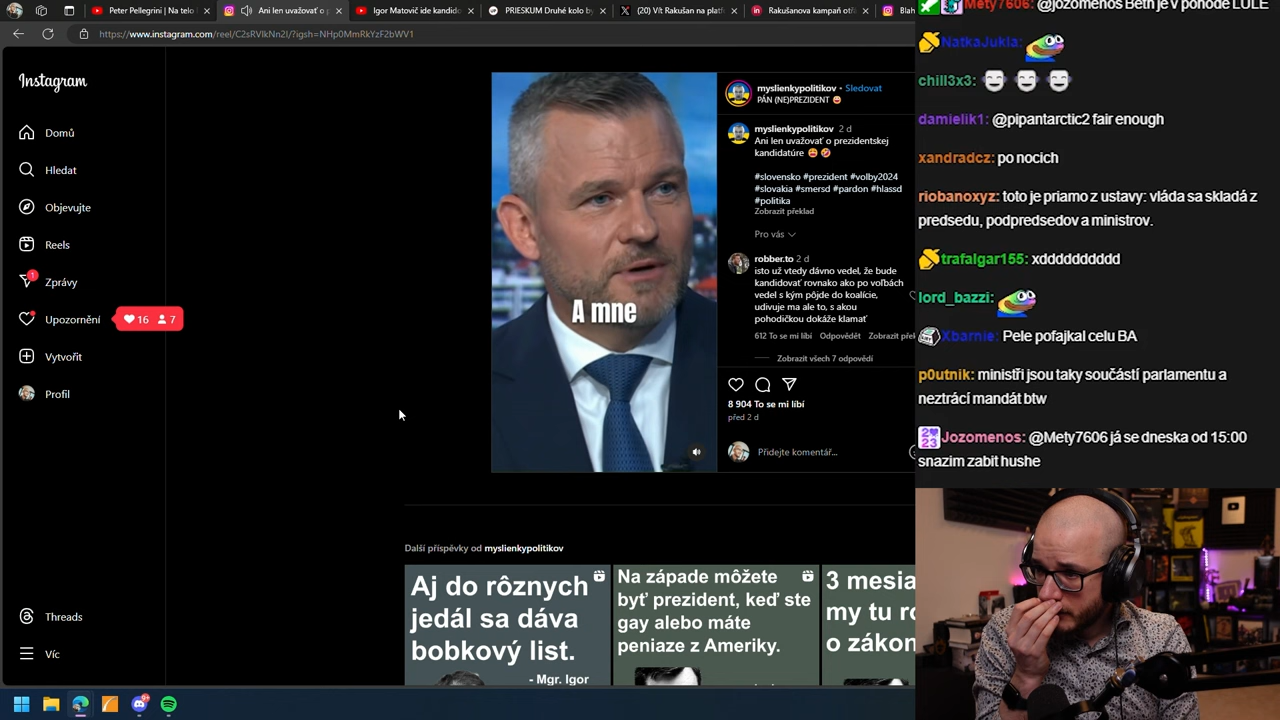 Peter Pellegrini | Na telo
Ani len uvažovať o p
Igor Matovič ide kandido
PRIESKUM Druhé kolo by
(20) Vít Rakušan na platf
Rakušanova kampaň otř
Blah
https://www.instagram.com/reel/C2sRVlkNn2l/?igsh=NHp0MmRkYzF2bWV1
Instagram
Domů
Hledat
Objevujte
Reels
1
Zprávy
Upozornění
16 7
Vytvořit
Profil
Threads
Víc
A mne
myslienkypolitikov • Sledovat
PÁN (NE)PREZIDENT
myslienkypolitikov 2 d
Ani len uvažovať o prezidentskej
kandidatúre
#slovensko #prezident #volby2024
#slovakia #smersd #pardon #hlassd
#politika
Zobrazit překlad
Pro vás
robber.to 2 d
isto už vtedy dávno vedel, že bude
kandidovať rovnako ako po voľbách
vedel s kým pôjde do koalície,
udivuje ma ale to, s akou
pohodičkou dokáže klamať
612 To se mi líbí Odpovědět Zobrazit přek
Zobrazit všech 7 odpovědí
8 904 To se mi líbí
před 2 d
Přidejte komentář...
Další příspěvky od myslienkypolitikov
Aj do rôznych
jedál sa dáva
bobkový list.
- Mgr. Igor
Na západe môžete
byť prezident, keď ste
gay alebo máte
peniaze z Ameriky.
3 mesia
my tu ro
o zákon
Mety7606: @jozomenos Beth je v pohode LULE
NatkaJukla:
chill3x3:
damielik1: @pipantarctic2 fair enough
xandradcz: po nocich
riobanoxyz: toto je priamo z ustavy: vláda sa skladá z
predsedu, podpredsedov a ministrov.
trafalgar155: xdddddddddd
lord_bazzi:
Xbarnie: Pele pofajkal celu BA
p0utnik: ministři jsou taky součástí parlamentu a
neztrácí mandát btw
Jozomenos: @Mety7606 já se dneska od 15:00
snazim zabit hushe